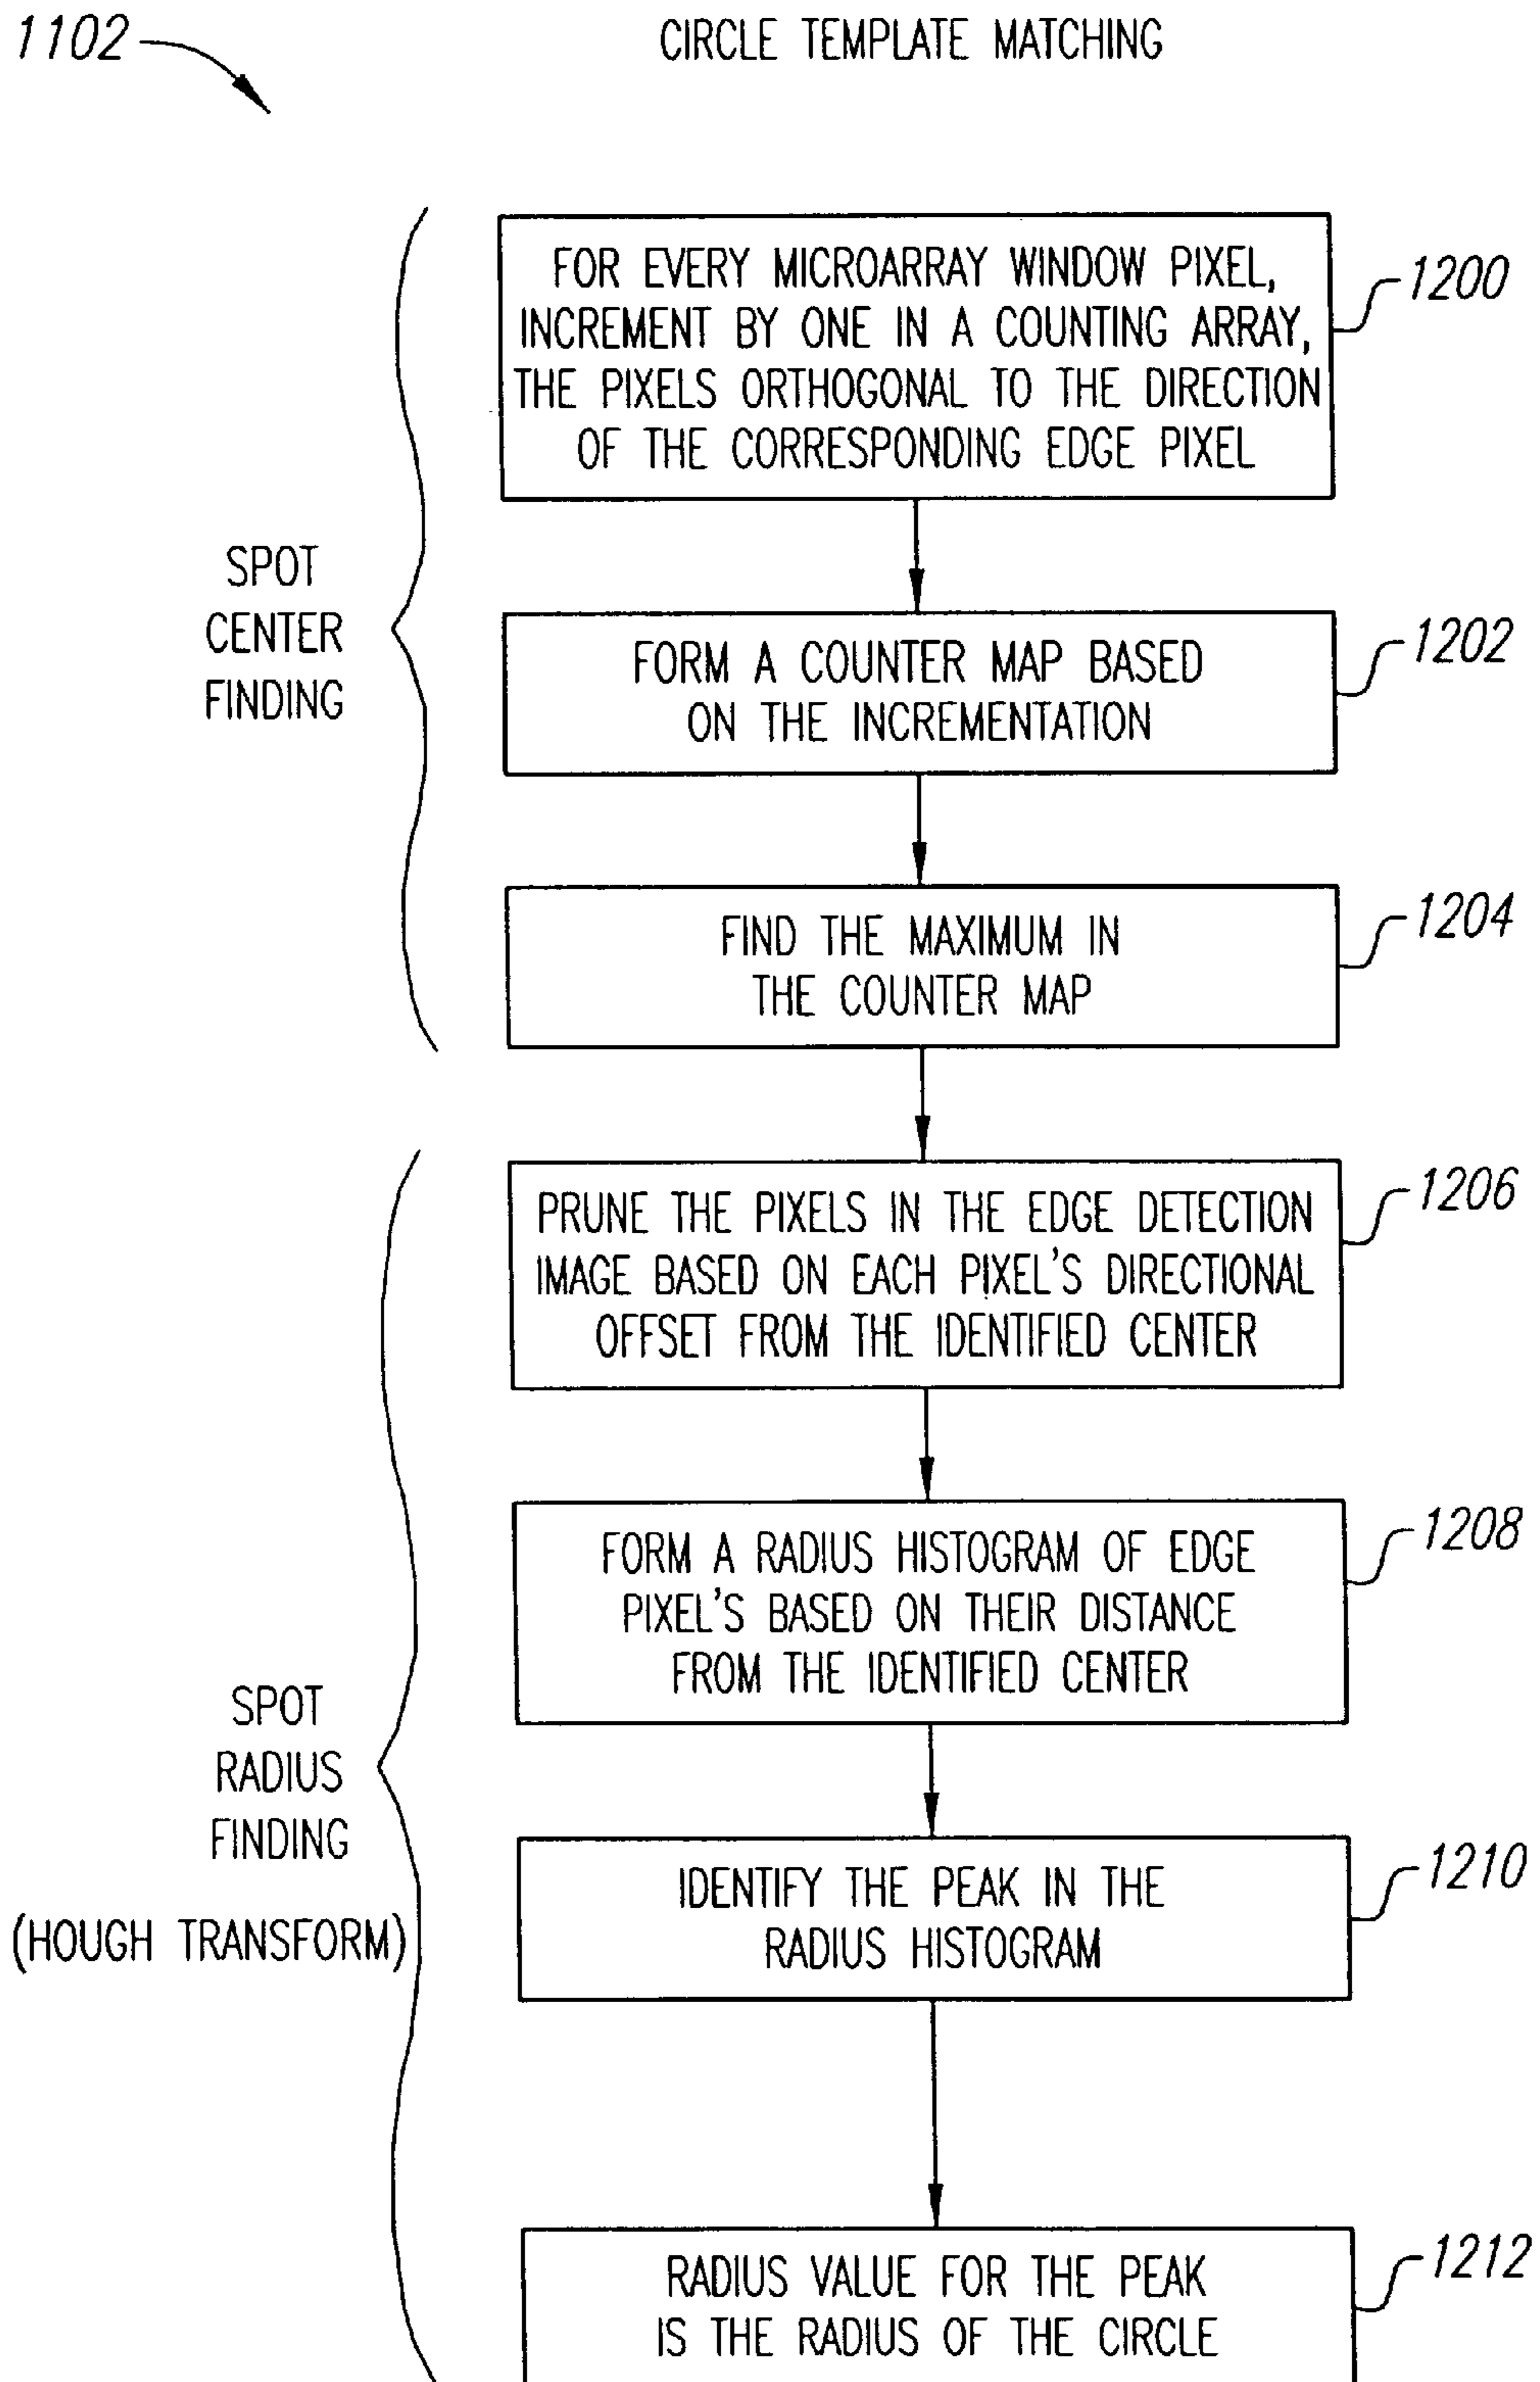 1102
CIRCLE TEMPLATE MATCHING
FOR EVERY MICROARRAY WINDOW PIXEL,
INCREMENT BY ONE IN A COUNTING ARRAY,
THE PIXELS ORTHOGONAL TO THE DIRECTION
OF THE CORRESPONDING EDGE PIXEL
1200
SPOT
CENTER
FINDING
FORM A COUNTER MAP BASED
ON THE INCREMENTATION
1202
FIND THE MAXIMUM IN
THE COUNTER MAP
1204
PRUNE THE PIXELS IN THE EDGE DETECTION
IMAGE BASED ON EACH PIXEL'S DIRECTIONAL
OFFSET FROM THE IDENTIFIED CENTER
1206
FORM A RADIUS HISTOGRAM OF EDGE
PIXEL'S BASED ON THEIR DISTANCE
FROM THE IDENTIFIED CENTER
1208
SPOT
RADIUS
FINDING
(HOUGH TRANSFORM)
IDENTIFY THE PEAK IN THE
RADIUS HISTOGRAM
1210
RADIUS VALUE FOR THE PEAK
IS THE RADIUS OF THE CIRCLE
1212